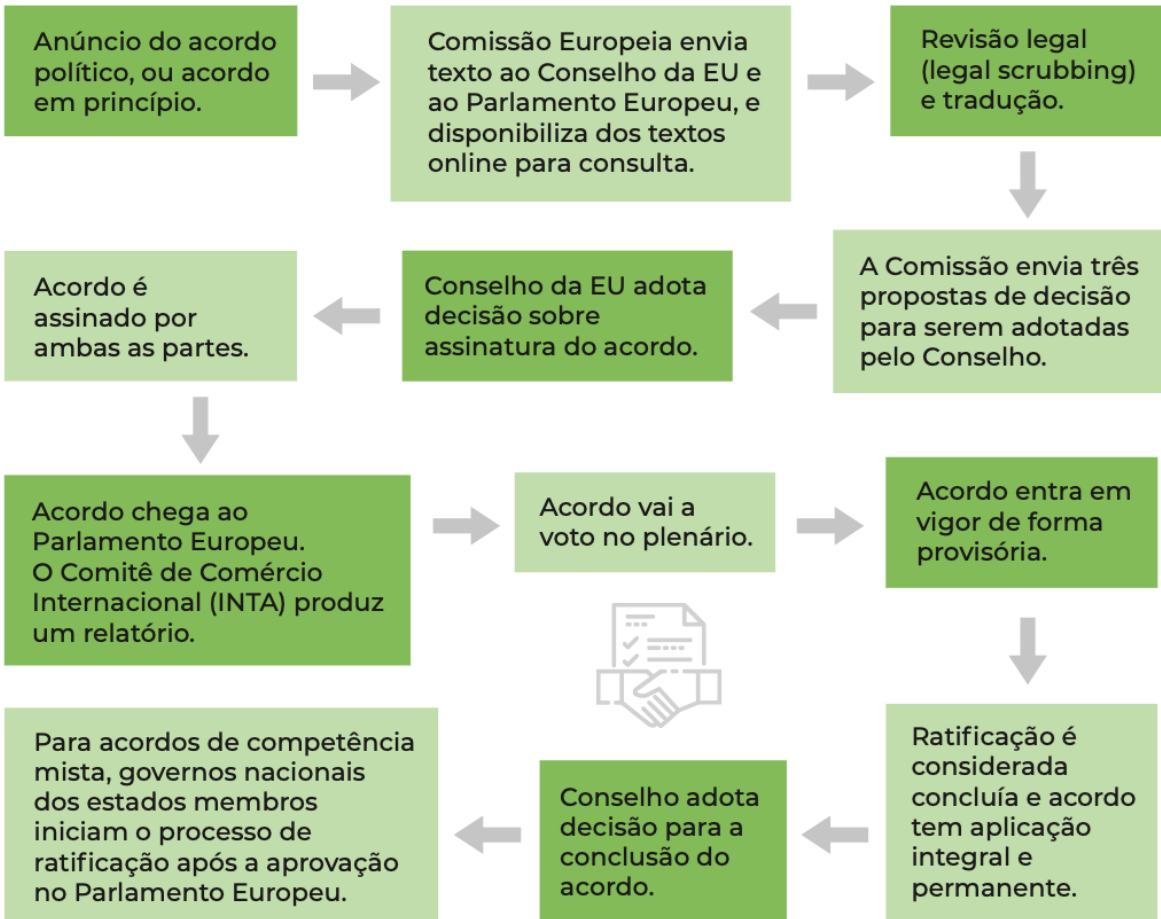 Anúncio do acordo
político, ou acordo
em princípio.
Comissão Europeia envia
texto ao Conselho da EU e
ao Parlamento Europeu, e
disponibiliza dos textos
online para consulta.
Revisão legal
(legal scrubbing)
e tradução.
A Comissão envia três
propostas de decisão
para serem adotadas
pelo Conselho.
Conselho da EU adota
decisão sobre
assinatura do acordo.
Acordo é
assinado por
ambas as partes.
Acordo chega ao
Parlamento Europeu.
O Comitê de Comércio
Internacional (INTA) produz
um relatório.
Acordo vai a
voto no plenário.
Acordo entra em
vigor de forma
provisória.
Ratificação é
considerada
concluía e acordo
tem aplicação
integral e
permanente.
Conselho adota
decisão para a
conclusão do
acordo.
Para acordos de competência
mista, governos nacionais
dos estados membros
iniciam o processo de
ratificação após a aprovação
no Parlamento Europeu.